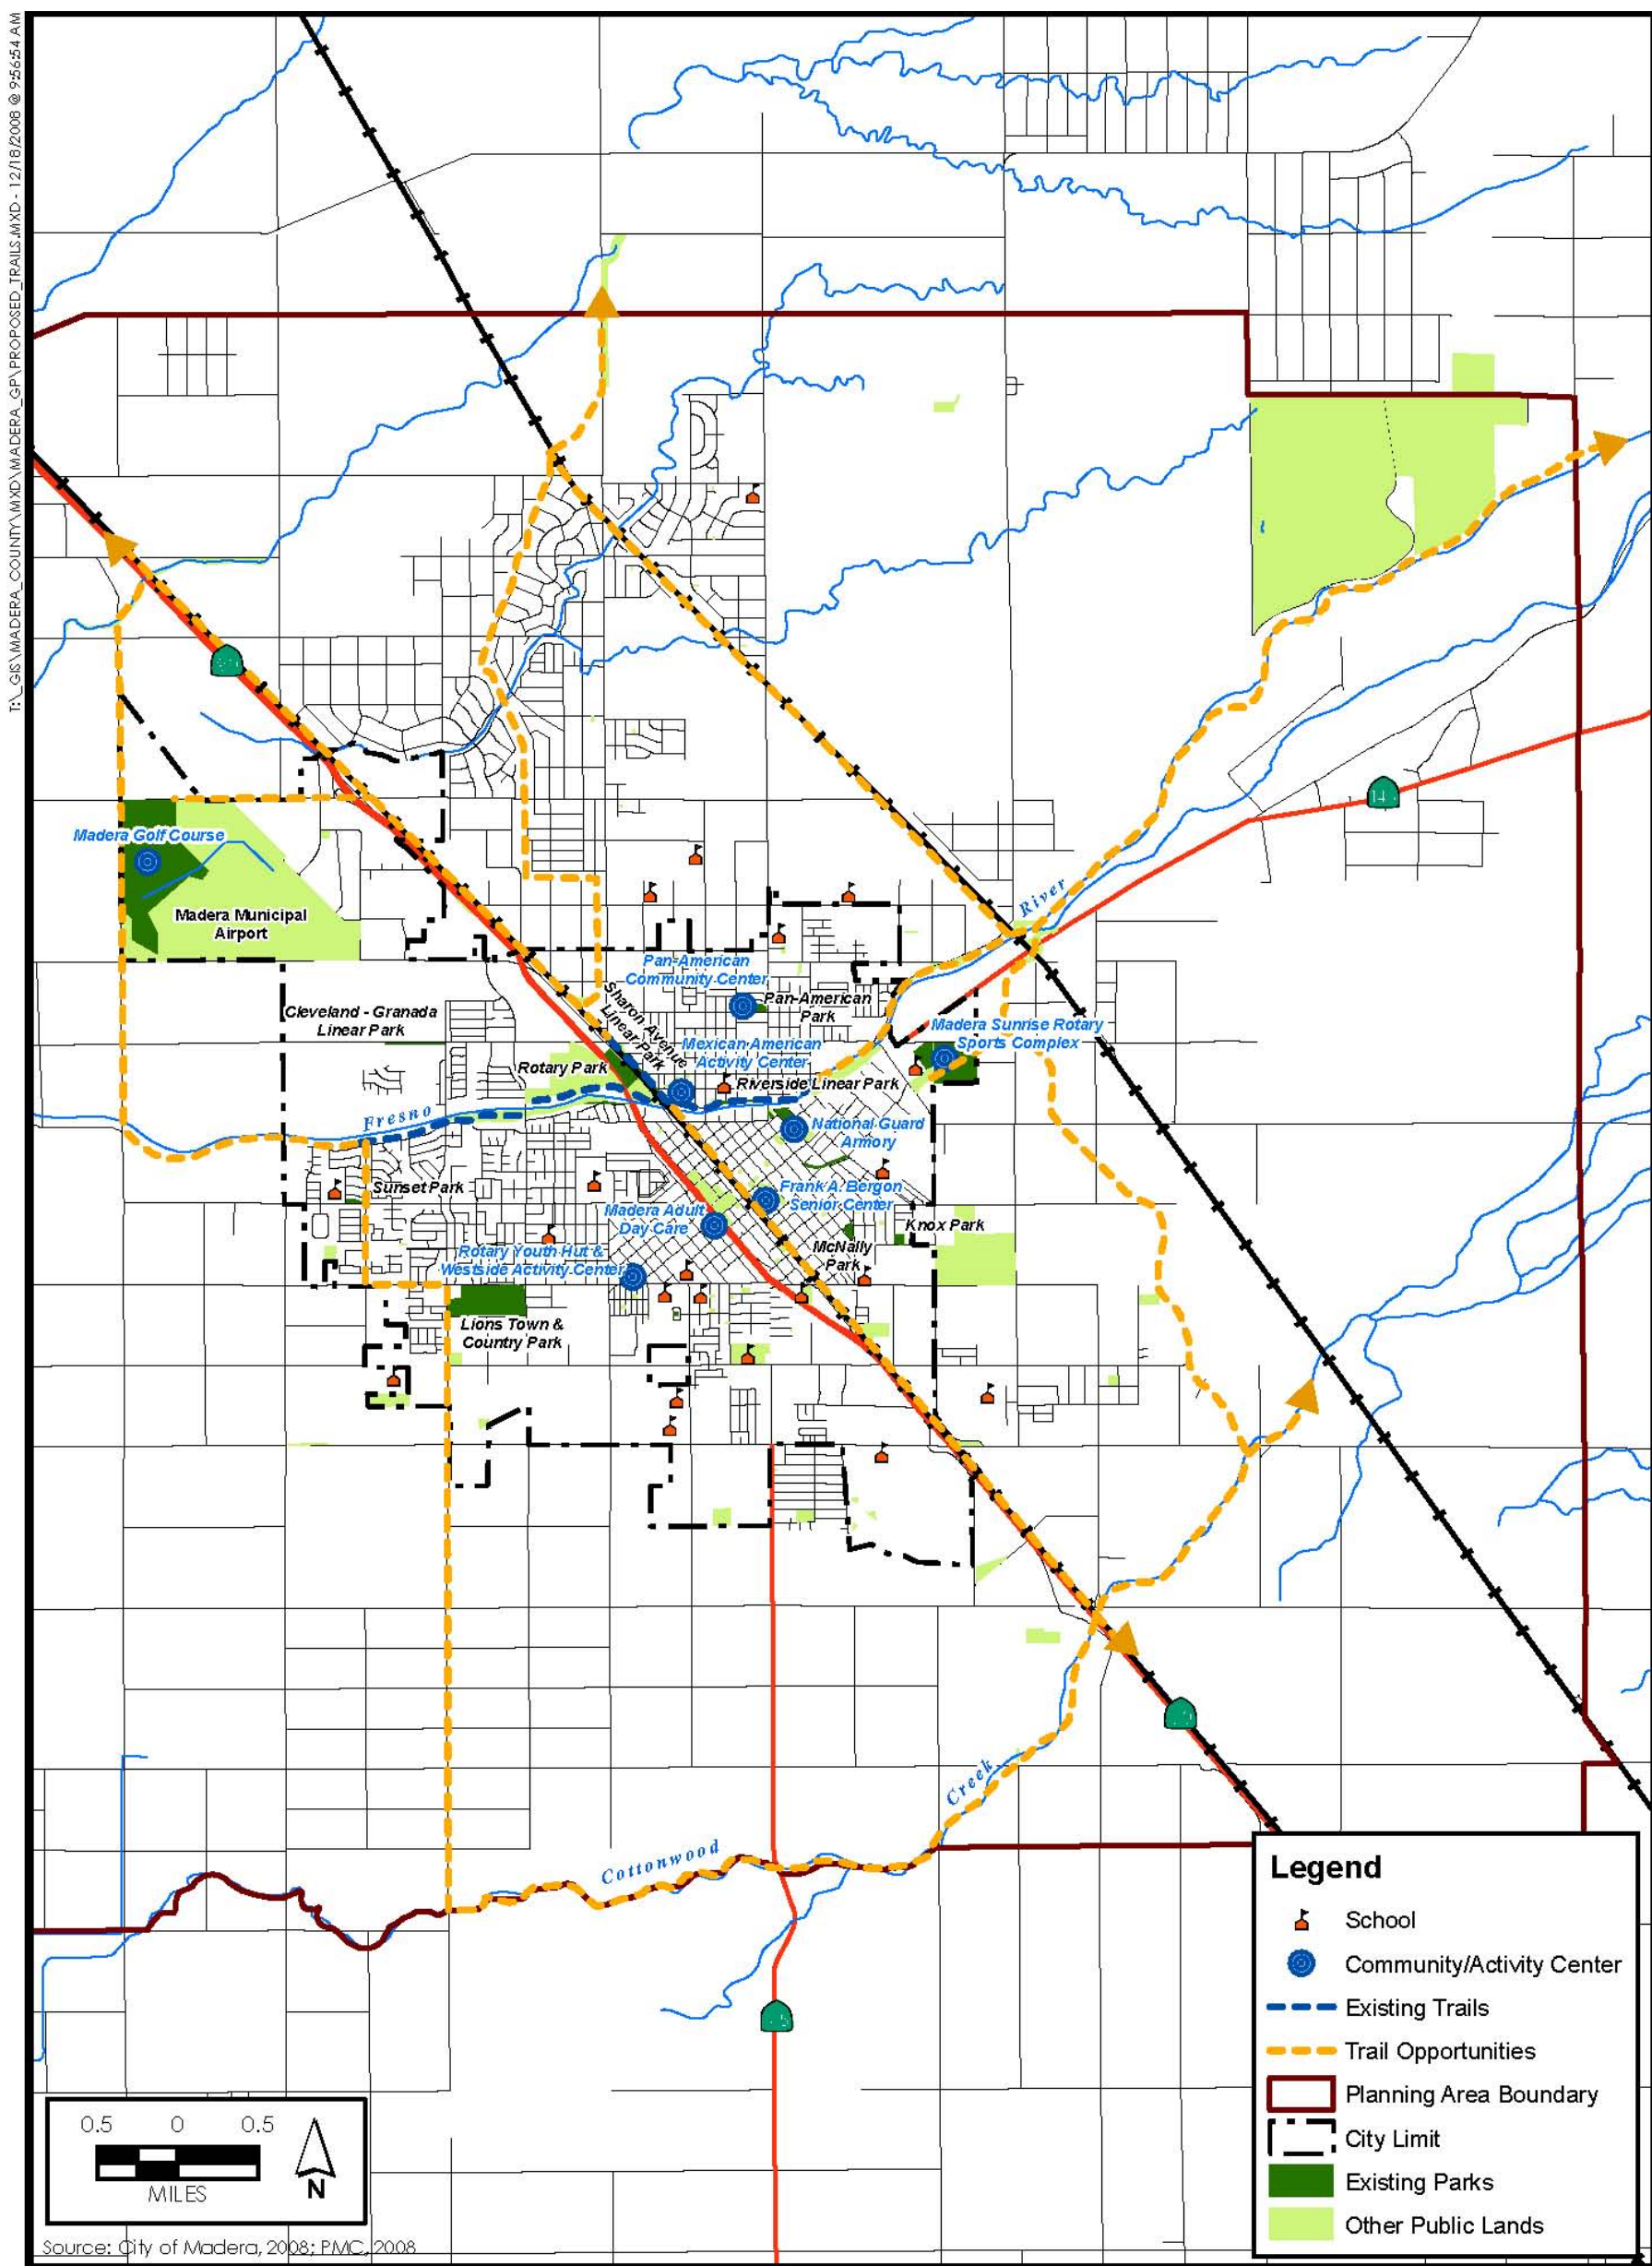 T:\_GIS\MADERA_COUNTY\MXD\MADERA_GP\PROPOSED_TRAILS.MXD - 12/18/2008 @ 9:56:54 AM
Madera Golf Course
Madera Municipal
Airport
River
14
Pan-American
Community Center
Pan-American
Park
Cleveland - Granada
Linear Park
Sharon Avenue
Linear Park
Madera Sunrise Rotary
Sports Complex
Mexican-American
Activity Center
Rotary Park
Riverside Linear Park
Fresno
National Guard
Armory
Sunset Park
Frank A. Bergon
Senior Center
Madera Adult
Day Care
Knox Park
McNally
Park
Rotary Youth Hut &
Westside Activity Center
Lions Town &
Country Park
Creek
Cottonwood
Legend
School
Community/Activity Center
Existing Trails
Trail Opportunities
Planning Area Boundary
City Limit
Existing Parks
Other Public Lands
0.5 0 0.5
MILES
N
Source: City of Madera, 2008; PMC, 2008